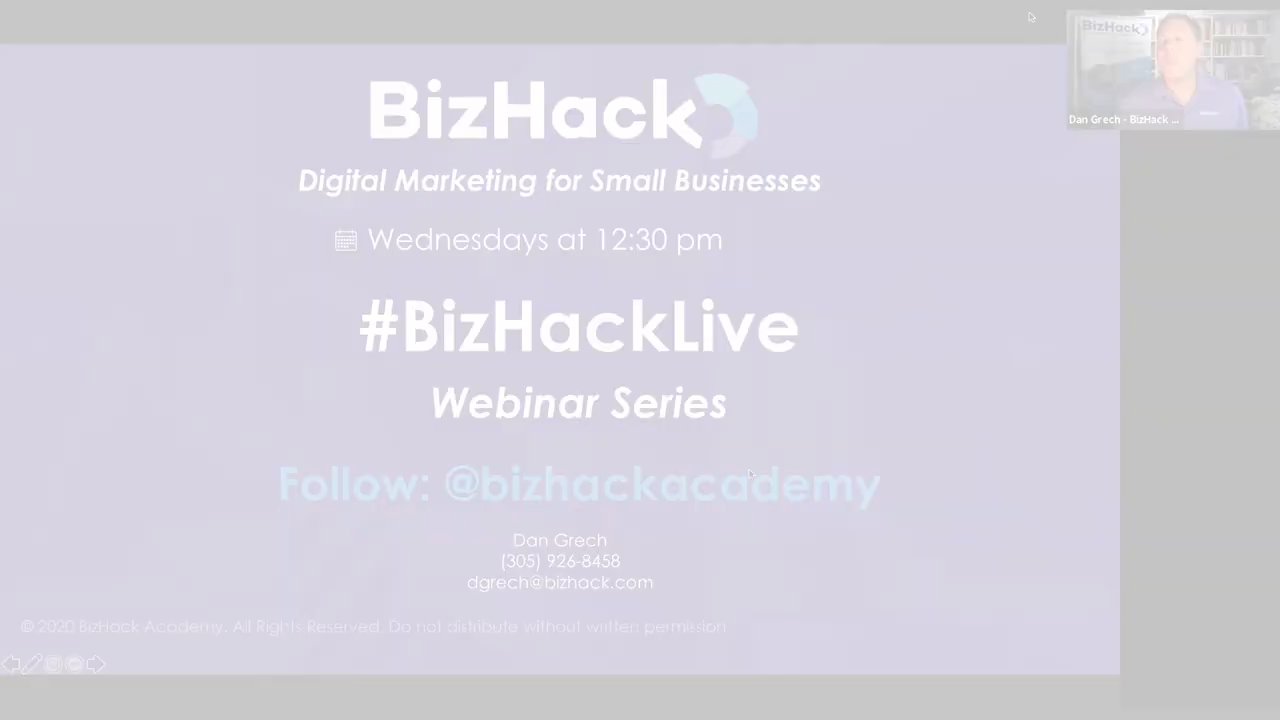 BizHack
Digital Marketing for Small Businesses
Wednesdays at 12:30 pm
#BizHackLive
Webinar Series
Follow: @bizhackacademy
Dan Grech
(305) 926-8458
dgrech@bizhack.com
© 2020 BizHack Academy. All Rights Reserved. Do not distribute without written permission
BizHack
Dan Grech - BizHack ...